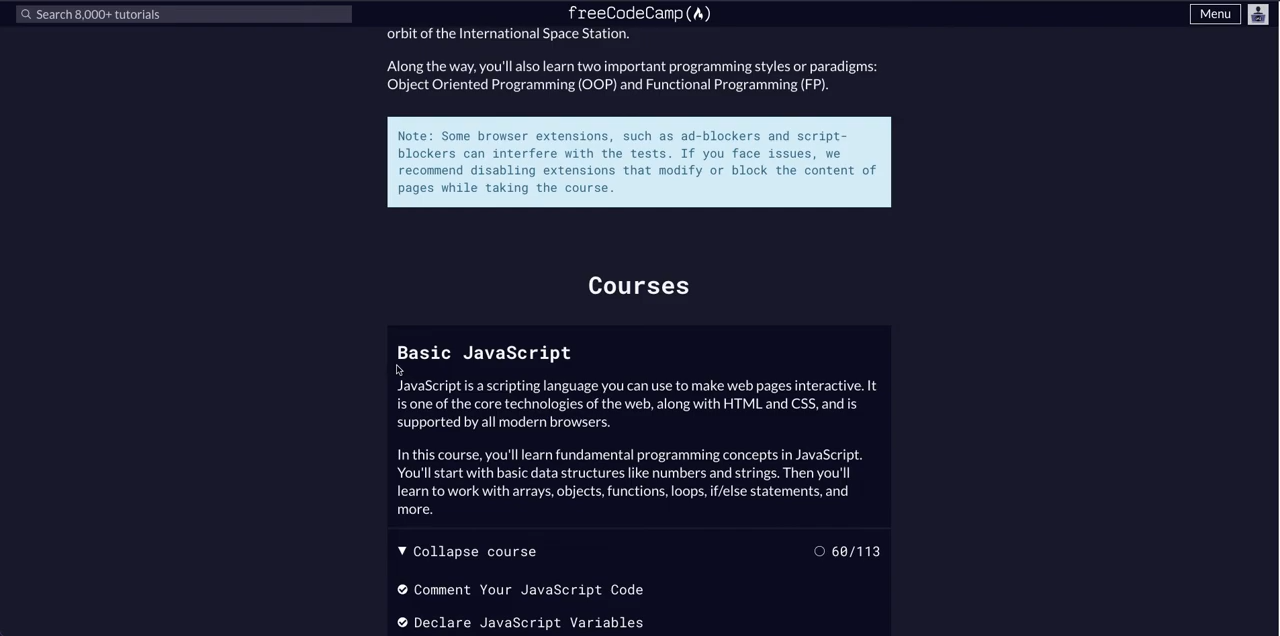 Search 8,000+ tutorials
freeCodeCamp(🔥)
Menu
orbit of the International Space Station.
Along the way, you'll also learn two important programming styles or paradigms:
Object Oriented Programming (OOP) and Functional Programming (FP).
Note: Some browser extensions, such as ad-blockers and script-
blockers can interfere with the tests. If you face issues, we
recommend disabling extensions that modify or block the content of
pages while taking the course.
Courses
Basic JavaScript
JavaScript is a scripting language you can use to make web pages interactive. It
is one of the core technologies of the web, along with HTML and CSS, and is
supported by all modern browsers.
In this course, you'll learn fundamental programming concepts in JavaScript.
You'll start with basic data structures like numbers and strings. Then you'll
learn to work with arrays, objects, functions, loops, if/else statements, and
more.
Collapse course 60/113
Comment Your JavaScript Code
Declare JavaScript Variables